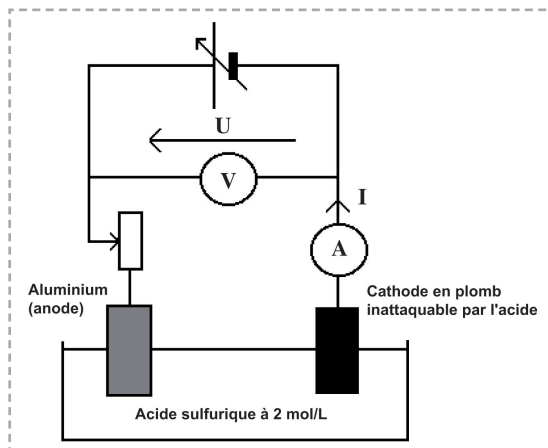 U
V
I
A
Aluminium
(anode)
Cathode en plomb
inattaquable par l'acide
Acide sulfurique à 2 mol/L